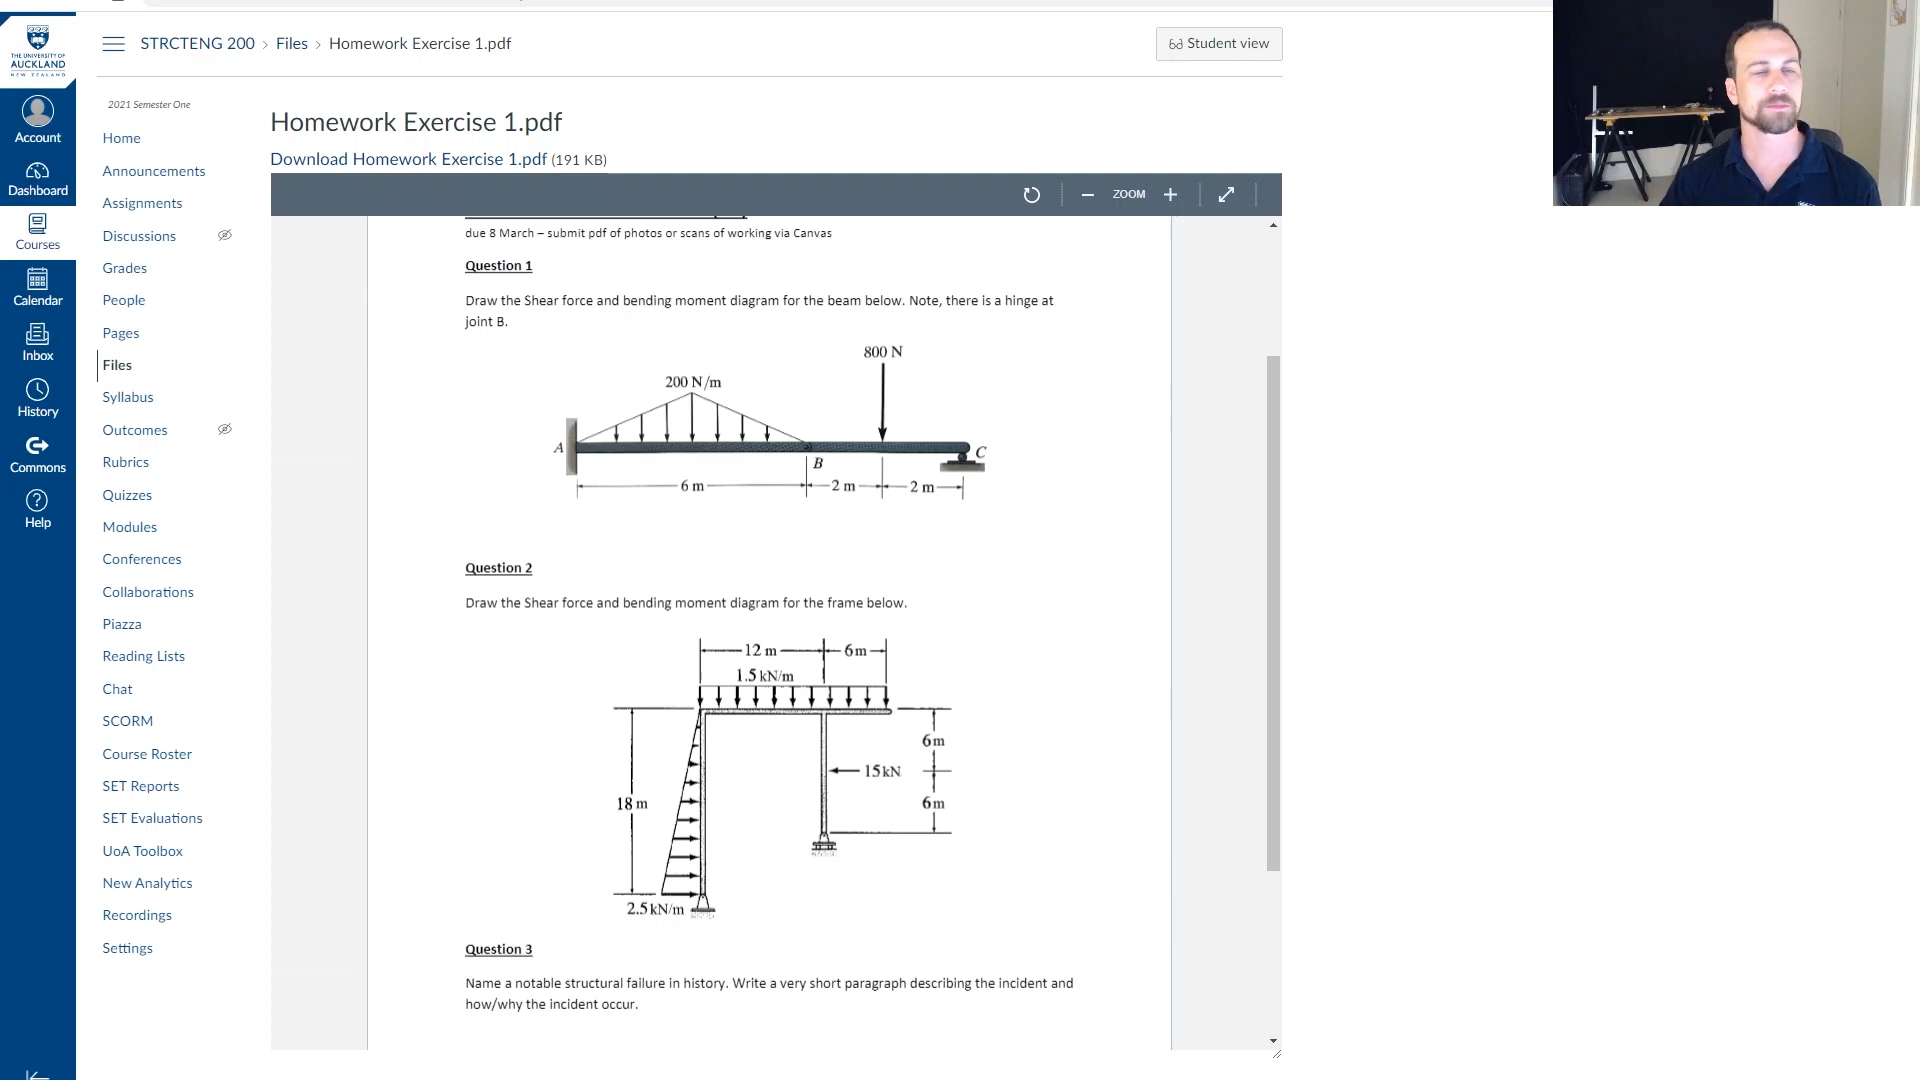 THE UNIVERSITY OF
AUCKLAND
NEW ZEALAND
Account
Dashboard
Courses
Calendar
Inbox
History
Commons
Help
STRCTENG 200 › Files › Homework Exercise 1.pdf
Student view
2021 Semester One
Home
Announcements
Assignments
Discussions
Grades
People
Pages
Files
Syllabus
Outcomes
Rubrics
Quizzes
Modules
Conferences
Collaborations
Piazza
Reading Lists
Chat
SCORM
Course Roster
SET Reports
SET Evaluations
UoA Toolbox
New Analytics
Recordings
Settings
Homework Exercise 1.pdf
Download Homework Exercise 1.pdf (191 KB)
ZOOM
due 8 March – submit pdf of photos or scans of working via Canvas
Question 1
Draw the Shear force and bending moment diagram for the beam below. Note, there is a hinge at
joint B.
800 N
200 N/m
A
B
C
6 m
2 m
2 m
Question 2
Draw the Shear force and bending moment diagram for the frame below.
12 m
6 m
1.5 kN/m
6 m
15 kN
18 m
6 m
2.5 kN/m
Question 3
Name a notable structural failure in history. Write a very short paragraph describing the incident and
how/why the incident occur.